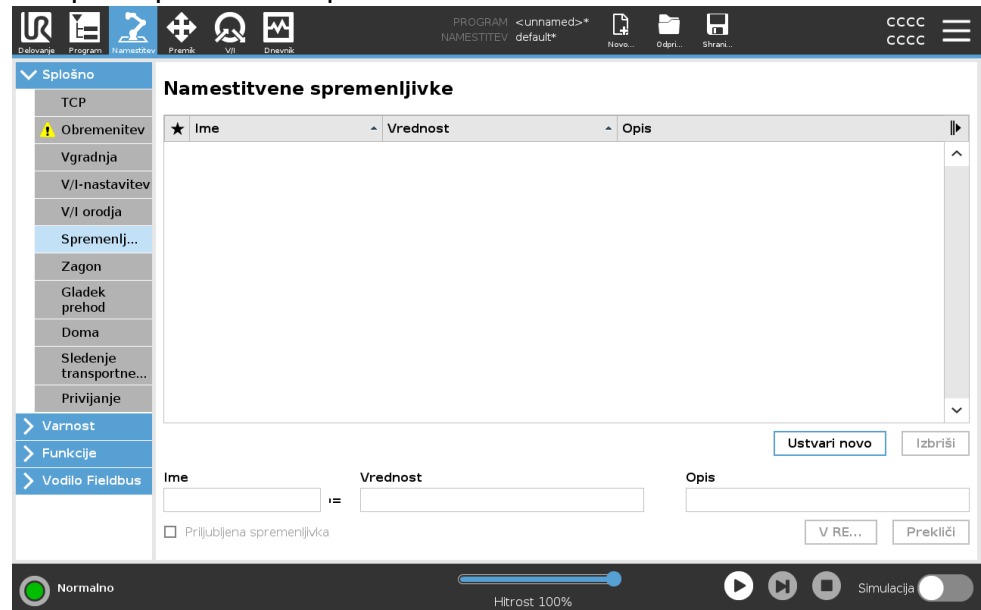 PROGRAM <unnamed>*
NAMESTITEV default*
CCCC
CCCC
Delovanje Program Namestitev Premik V/I Dnevnik Novo... Odpri... Shrani...
Splošno
TCP
Obremenitev
Vgradnja
V/I-nastavitev
V/I orodja
Spremenlj...
Zagon
Gladek
prehod
Doma
Sledenje
transportne...
Privijanje
Varnost
Funkcije
Vodilo Fieldbus
Namestitvene spremenljivke
Ime Vrednost Opis
Ustvari novo Izbriši
Ime Vrednost Opis
Priljubljena spremenljivka V RE... Prekliči
Normalno
Hitrost 100%
Simulacija